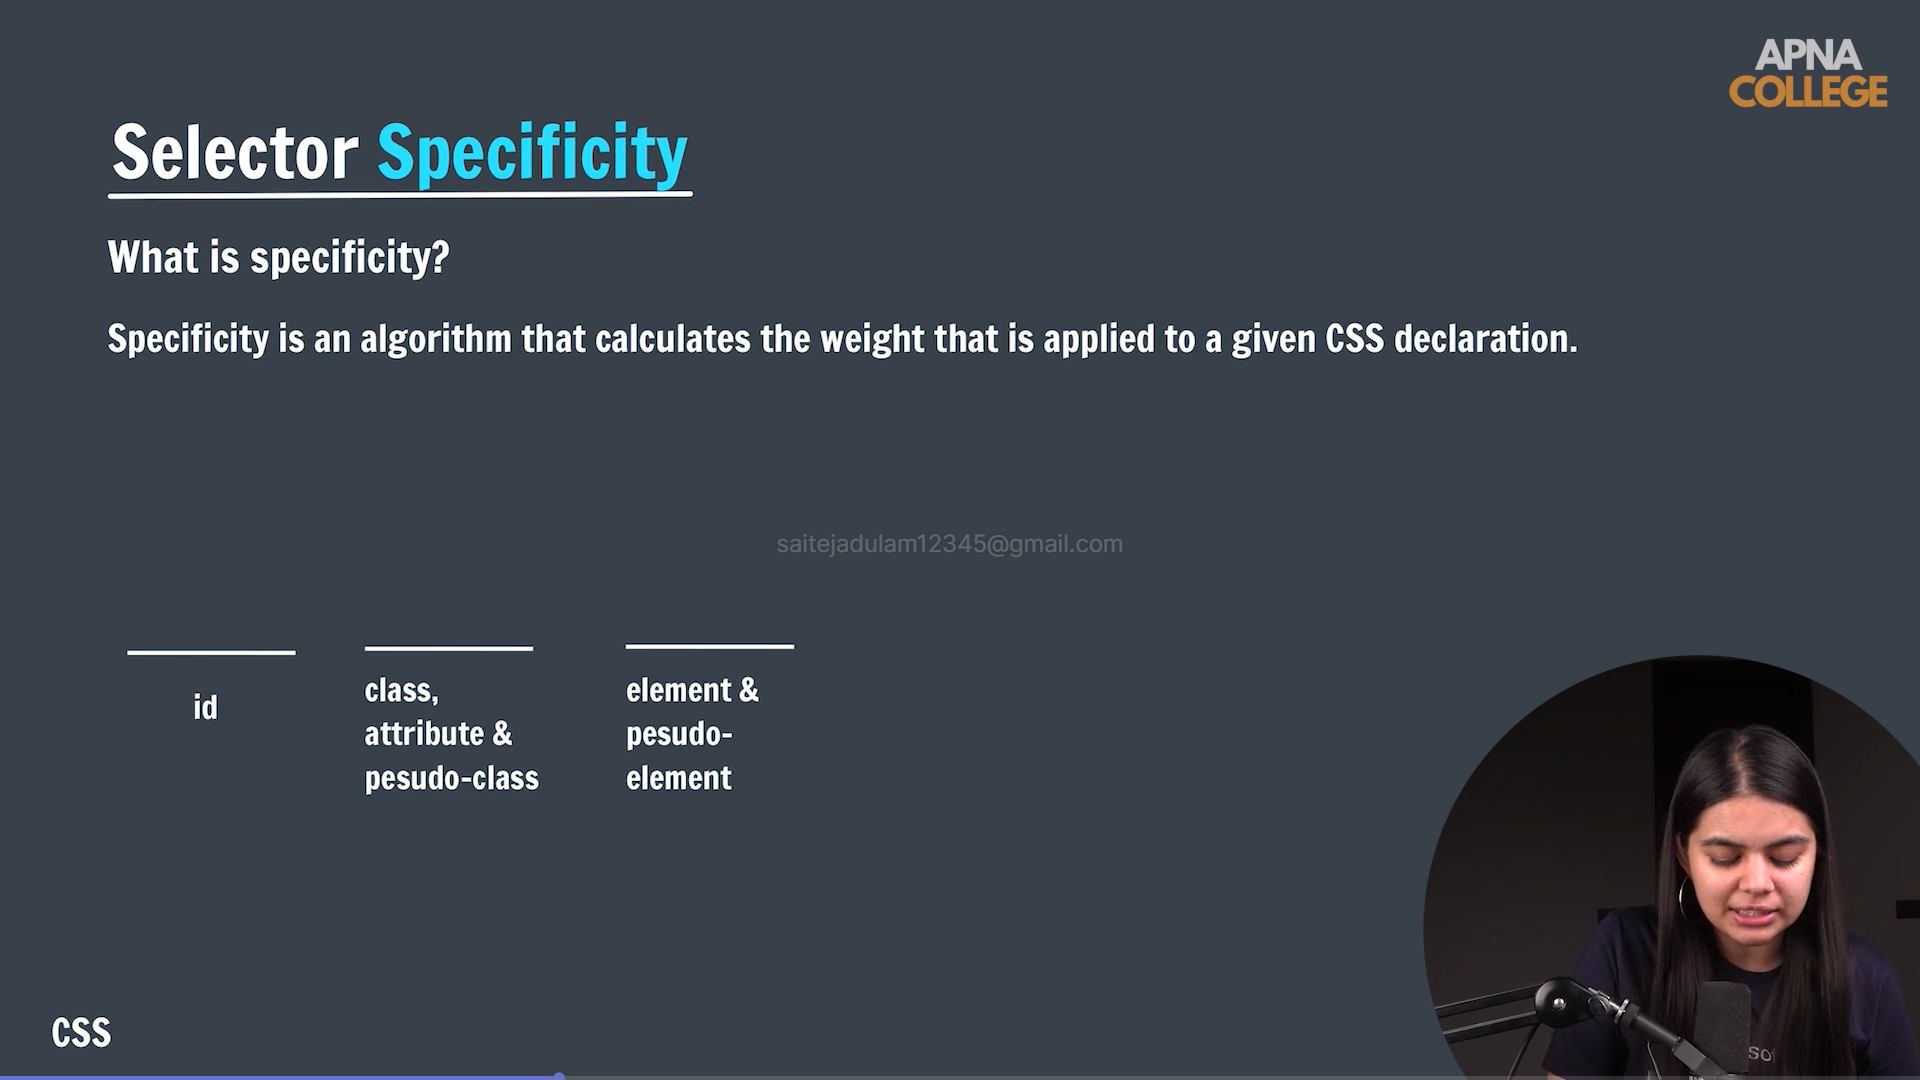 APNA
COLLEGE
Selector Specificity
What is specificity?
Specificity is an algorithm that calculates the weight that is applied to a given CSS declaration.
saitejadulam12345@gmail.com
id
class,
attribute &
pesudo-class
element &
pesudo-
element
CSS